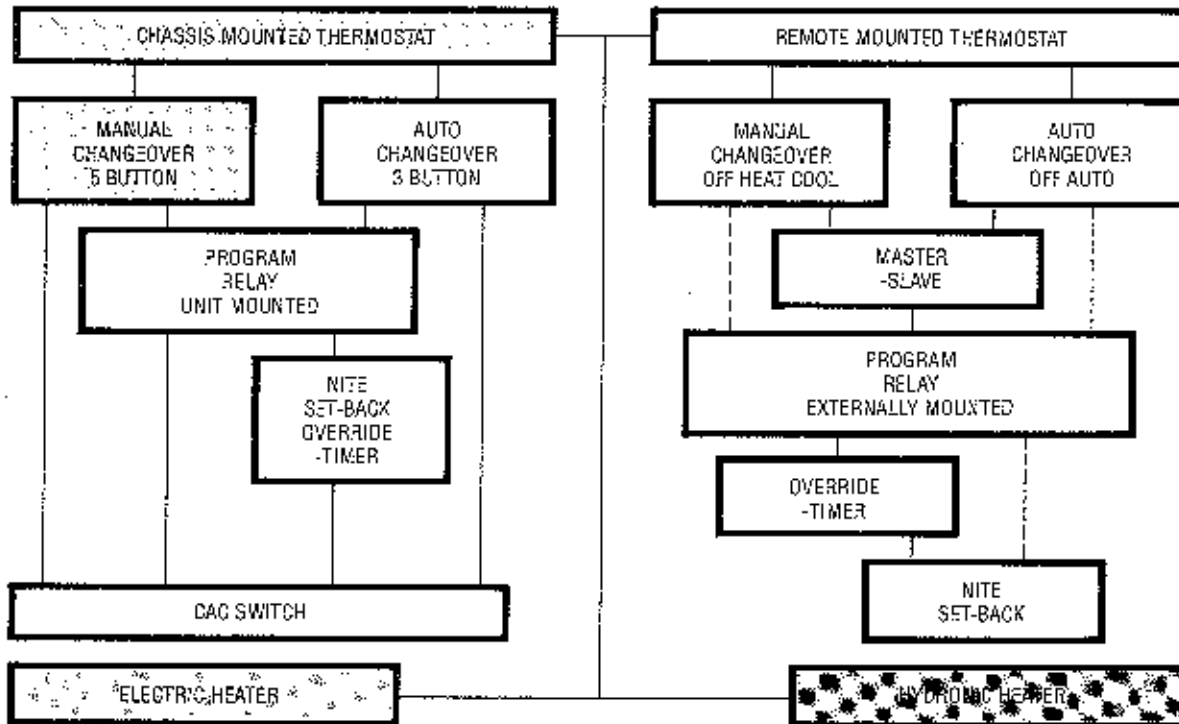 CHASSIS MOUNTED THERMOSTAT
REMOTE MOUNTED THERMOSTAT
MANUAL
CHANGEOVER
5 BUTTON
AUTO
CHANGEOVER
3 BUTTON
MANUAL
CHANGEOVER
OFF HEAT COOL
AUTO
CHANGEOVER
OFF AUTO
PROGRAM
RELAY
UNIT MOUNTED
MASTER
-SLAVE
NITE
SET-BACK
OVERRIDE
-TIMER
PROGRAM
RELAY
EXTERNALLY MOUNTED
OVERRIDE
-TIMER
NITE
SET-BACK
OAC SWITCH
ELECTRIC HEATER
HYDRONIC HEATER